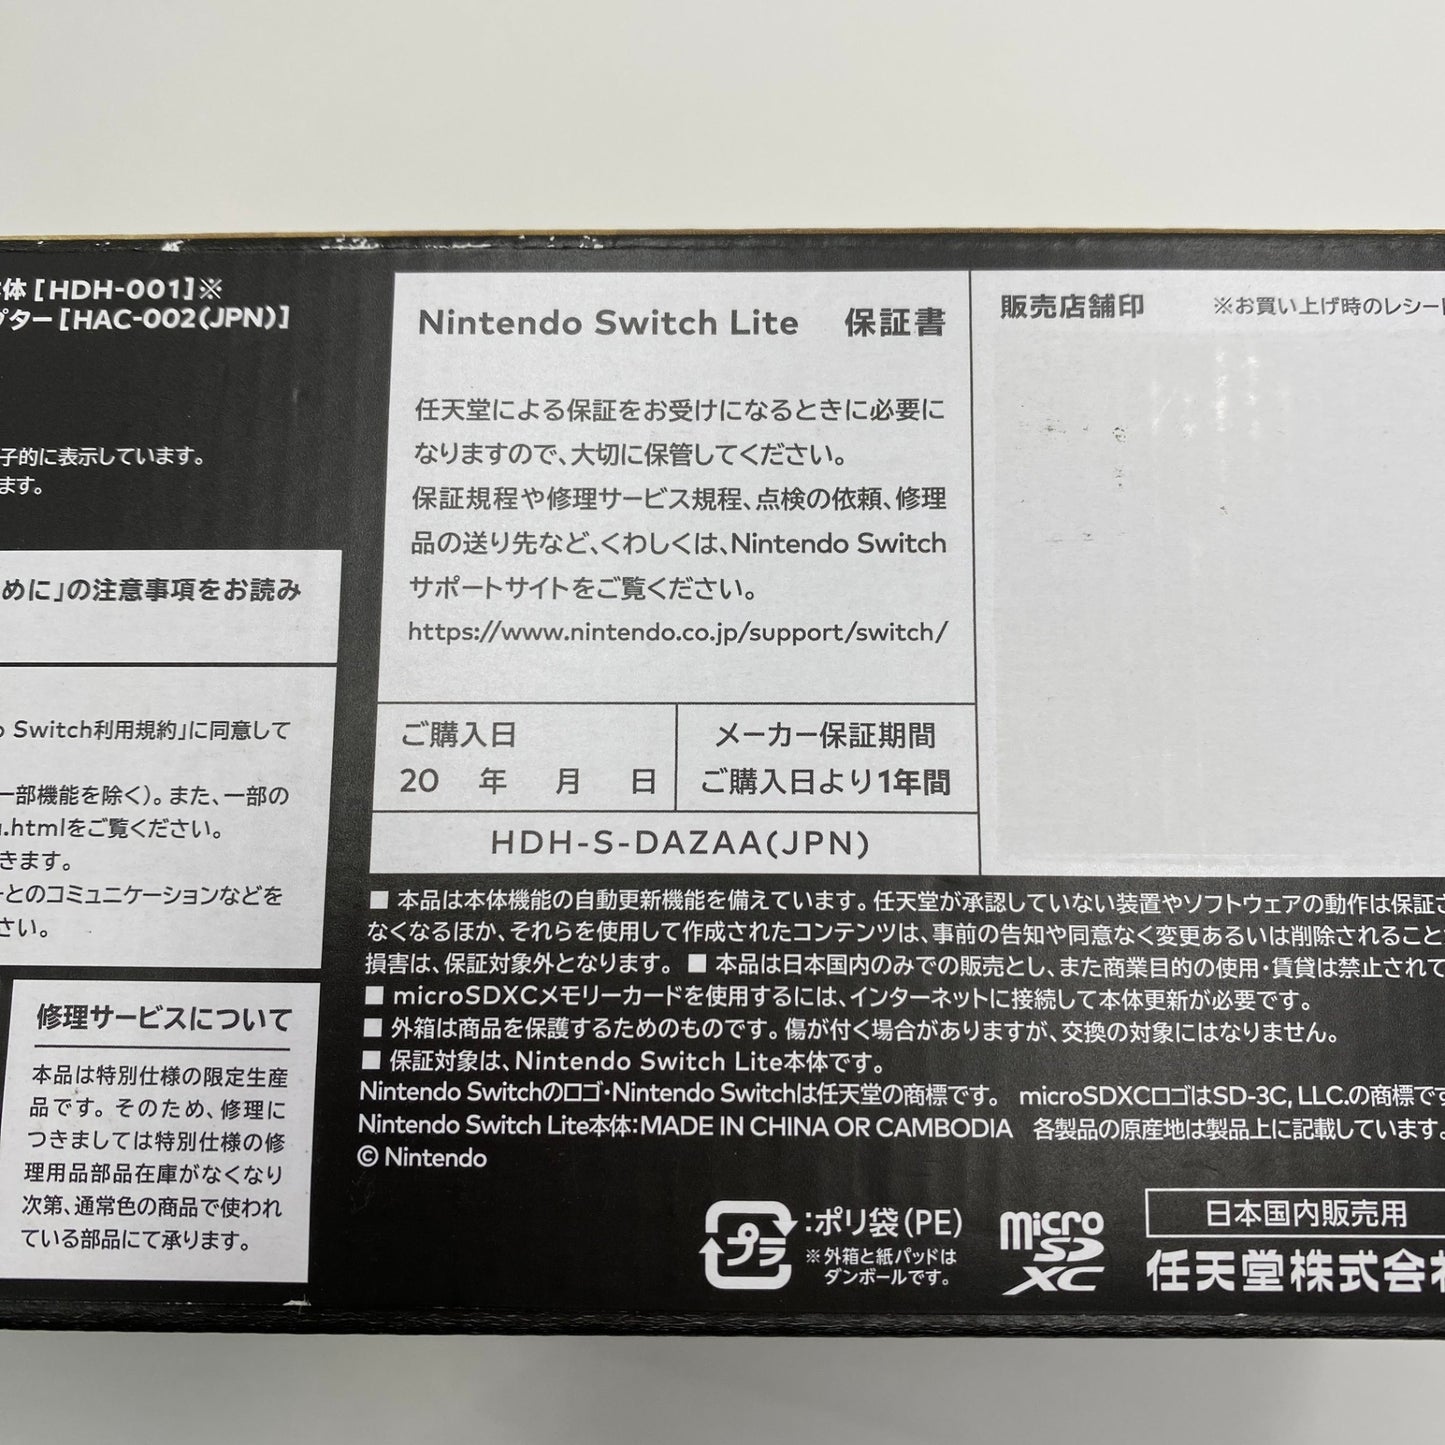 体[HDH-001]※
プター[HAC-002(JPN)]
子的に表示しています。
ます。
めに」の注意事項をお読み
Switch利用規約」に同意して
一部機能を除く)。また、一部の
.htmlをご覧ください。
きます。
とのコミュニケーションなどを
さい。
修理サービスについて
本品は特別仕様の限定生産
品です。そのため、修理に
つきましては特別仕様の修
理用品部品在庫がなくなり
次第、通常色の商品で使われ
ている部品にて承ります。
Nintendo Switch Lite 保証書
任天堂による保証をお受けになるときに必要に
なりますので、大切に保管してください。
保証規程や修理サービス規程、点検の依頼、修理
品の送り先など、くわしくは、Nintendo Switch
サポートサイトをご覧ください。
https://www.nintendo.co.jp/support/switch/
ご購入日
20 年 月 日
メーカー保証期間
ご購入日より1年間
HDH-S-DAZAA(JPN)
販売店舗印 ※お買い上げ時のレシート
■ 本品は本体機能の自動更新機能を備えています。任天堂が承認していない装置やソフトウェアの動作は保証さ
なくなるほか、それらを使用して作成されたコンテンツは、事前の告知や同意なく変更あるいは削除されること
損害は、保証対象外となります。 ■ 本品は日本国内のみでの販売とし、また商業目的の使用・賃貸は禁止されて
■ microSDXCメモリーカードを使用するには、インターネットに接続して本体更新が必要です。
■ 外箱は商品を保護するためのものです。傷が付く場合がありますが、交換の対象にはなりません。
■ 保証対象は、Nintendo Switch Lite本体です。
Nintendo Switchのロゴ・Nintendo Switchは任天堂の商標です。 microSDXCロゴはSD-3C, LLC.の商標です
Nintendo Switch Lite本体：MADE IN CHINA OR CAMBODIA 各製品の原産地は製品上に記載しています。
© Nintendo
プラ
：ポリ袋(PE)
※外箱と紙パッドは
ダンボールです。
micro
SD
XC
日本国内販売用
任天堂株式会社